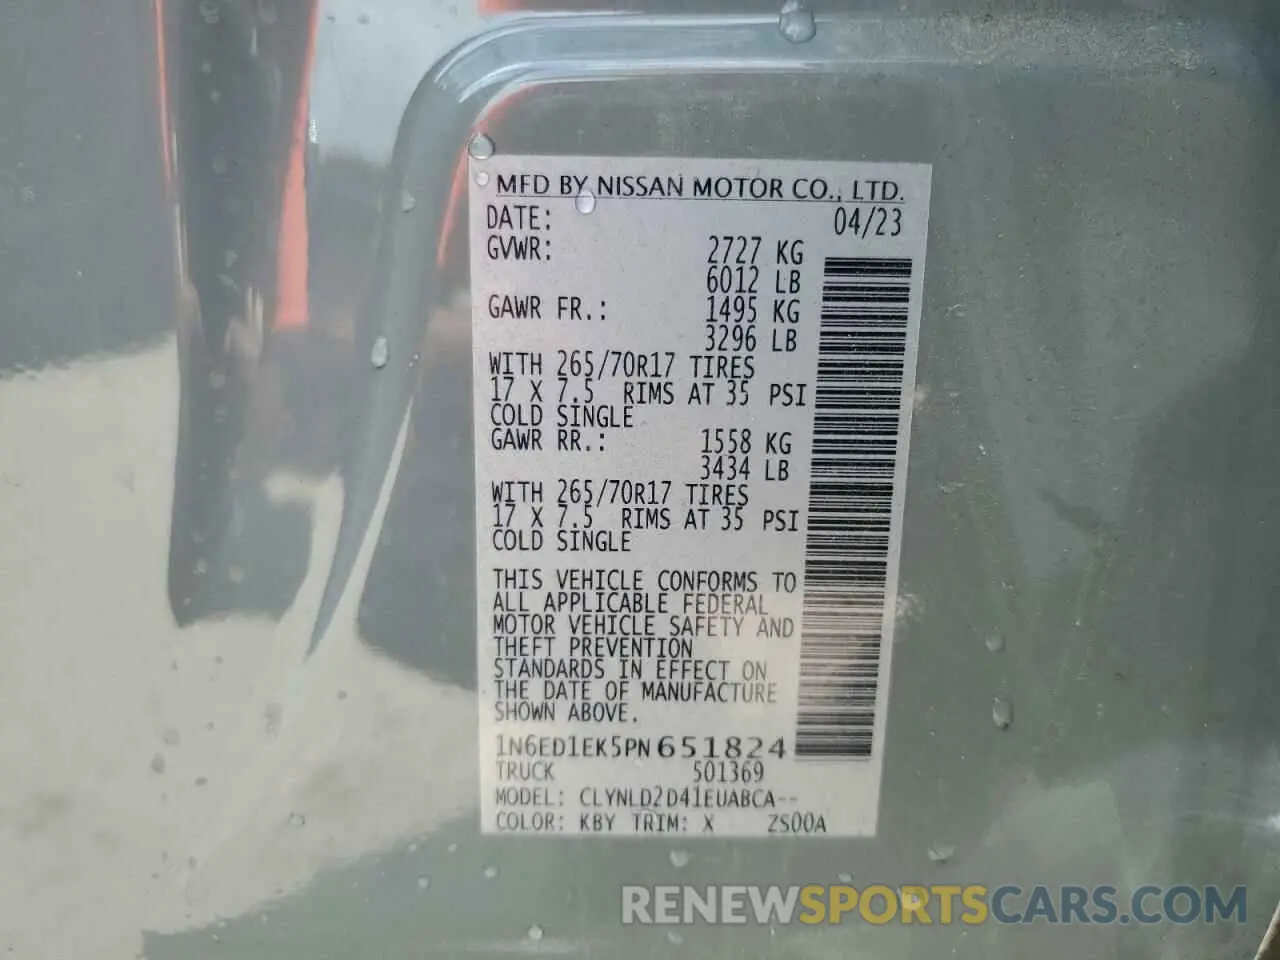 MFD BY NISSAN MOTOR CO., LTD.
DATE: 04/23
GVWR: 2727 KG
6012 LB
GAWR FR.: 1495 KG
3296 LB
WITH 265/70R17 TIRES
17 X 7.5 RIMS AT 35 PSI
COLD SINGLE
GAWR RR.: 1558 KG
3434 LB
WITH 265/70R17 TIRES
17 X 7.5 RIMS AT 35 PSI
COLD SINGLE
THIS VEHICLE CONFORMS TO
ALL APPLICABLE FEDERAL
MOTOR VEHICLE SAFETY AND
THEFT PREVENTION
STANDARDS IN EFFECT ON
THE DATE OF MANUFACTURE
SHOWN ABOVE.
1N6ED1EK5PN651824
TRUCK 501369
MODEL: CLYNLD2D41EUABCA--
COLOR: KBY TRIM: X ZS00A
RENEWSPORTSCARS.COM